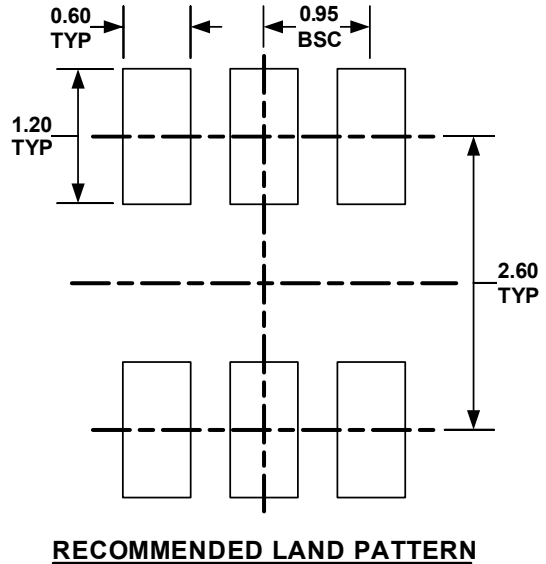 0.60
TYP
0.95
BSC
1.20
TYP
2.60
TYP
RECOMMENDED LAND PATTERN